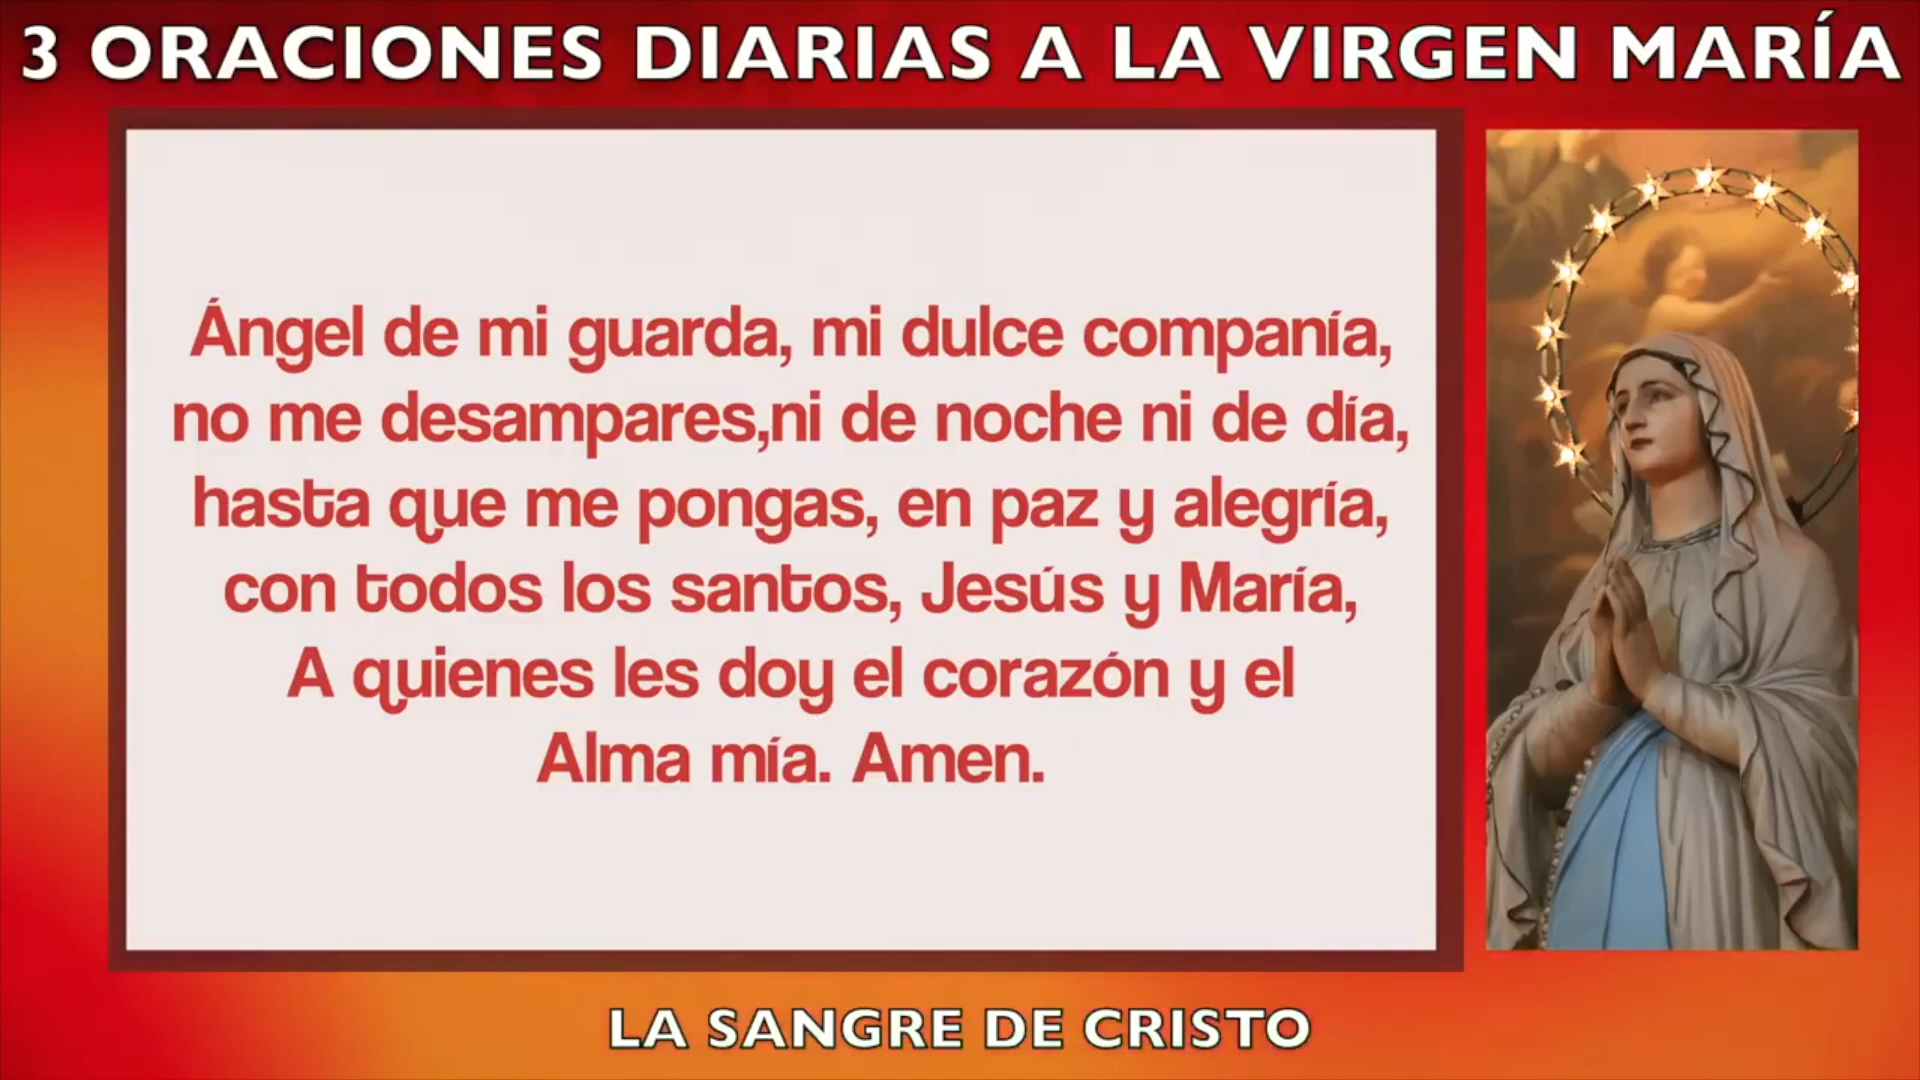 3 ORACIONES DIARIAS A LA VIRGEN MARÍA
Ángel de mi guarda, mi dulce companía,
no me desampares,ni de noche ni de día,
hasta que me pongas, en paz y alegría,
con todos los santos, Jesús y María,
A quienes les doy el corazón y el
Alma mía. Amen.
LA SANGRE DE CRISTO